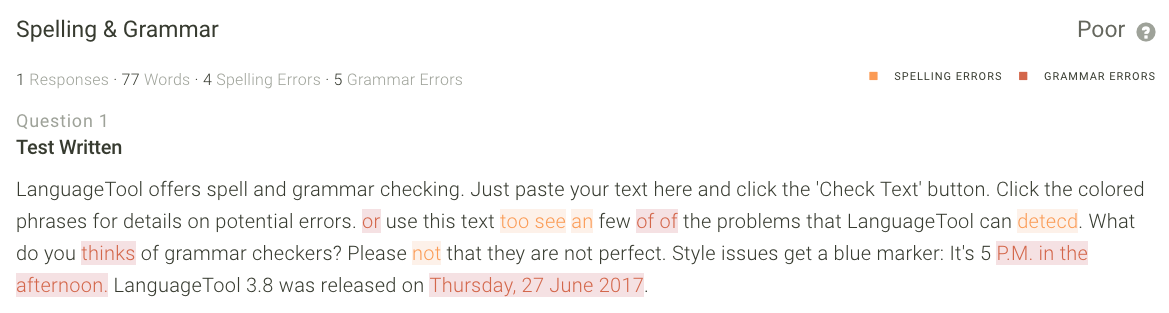 Spelling & Grammar
Poor ?
1 Responses · 77 Words · 4 Spelling Errors · 5 Grammar Errors
SPELLING ERRORS GRAMMAR ERRORS
Question 1
Test Written
LanguageTool offers spell and grammar checking. Just paste your text here and click the 'Check Text' button. Click the colored
phrases for details on potential errors. or use this text too see an few of of the problems that LanguageTool can detecd. What
do you thinks of grammar checkers? Please not that they are not perfect. Style issues get a blue marker: It's 5 P.M. in the
afternoon. LanguageTool 3.8 was released on Thursday, 27 June 2017.